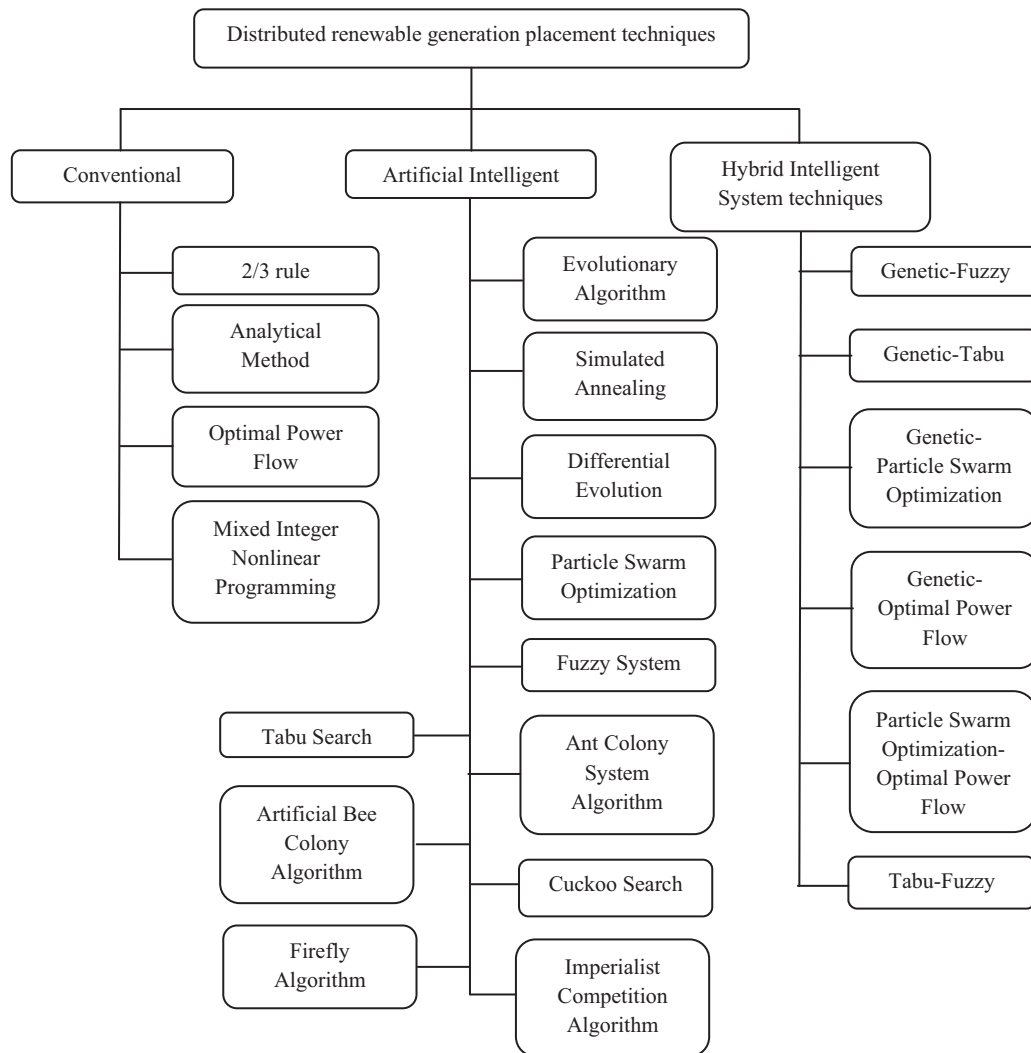 Distributed renewable generation placement techniques
Conventional
Artificial Intelligent
Hybrid Intelligent
System techniques
2/3 rule
Analytical
Method
Optimal Power
Flow
Mixed Integer
Nonlinear
Programming
Evolutionary
Algorithm
Simulated
Annealing
Differential
Evolution
Particle Swarm
Optimization
Fuzzy System
Tabu Search
Ant Colony
System
Algorithm
Artificial Bee
Colony
Algorithm
Cuckoo Search
Firefly
Algorithm
Imperialist
Competition
Algorithm
Genetic-Fuzzy
Genetic-Tabu
Genetic-
Particle Swarm
Optimization
Genetic-
Optimal Power
Flow
Particle Swarm
Optimization-
Optimal Power
Flow
Tabu-Fuzzy